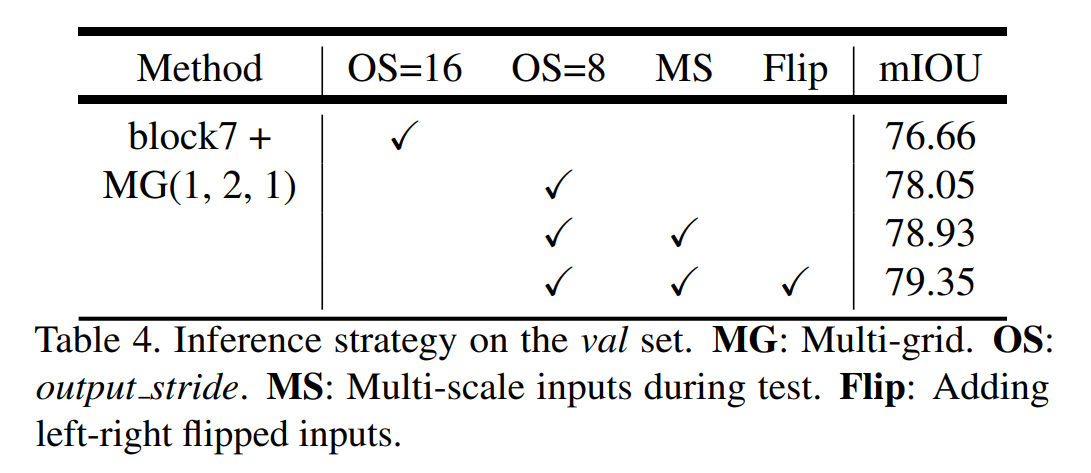 Method OS=16 OS=8 MS Flip mIOU
block7 + ✓ 76.66
MG(1, 2, 1) ✓ 78.05
✓ ✓ 78.93
✓ ✓ ✓ 79.35
Table 4. Inference strategy on the val set. MG: Multi-grid. OS:
output_stride. MS: Multi-scale inputs during test. Flip: Adding
left-right flipped inputs.